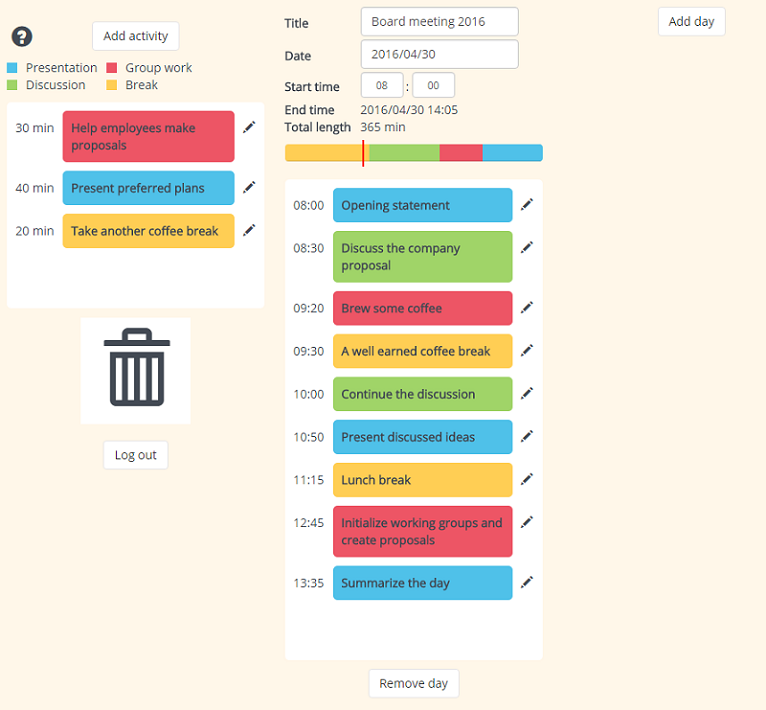 ?
Add activity
Presentation
Group work
Discussion
Break
30 min
Help employees make
proposals
40 min
Present preferred plans
20 min
Take another coffee break
Log out
Title
Board meeting 2016
Date
2016/04/30
Start time
08 : 00
End time
2016/04/30 14:05
Total length
365 min
08:00
Opening statement
08:30
Discuss the company
proposal
09:20
Brew some coffee
09:30
A well earned coffee break
10:00
Continue the discussion
10:50
Present discussed ideas
11:15
Lunch break
12:45
Initialize working groups and
create proposals
13:35
Summarize the day
Remove day
Add day